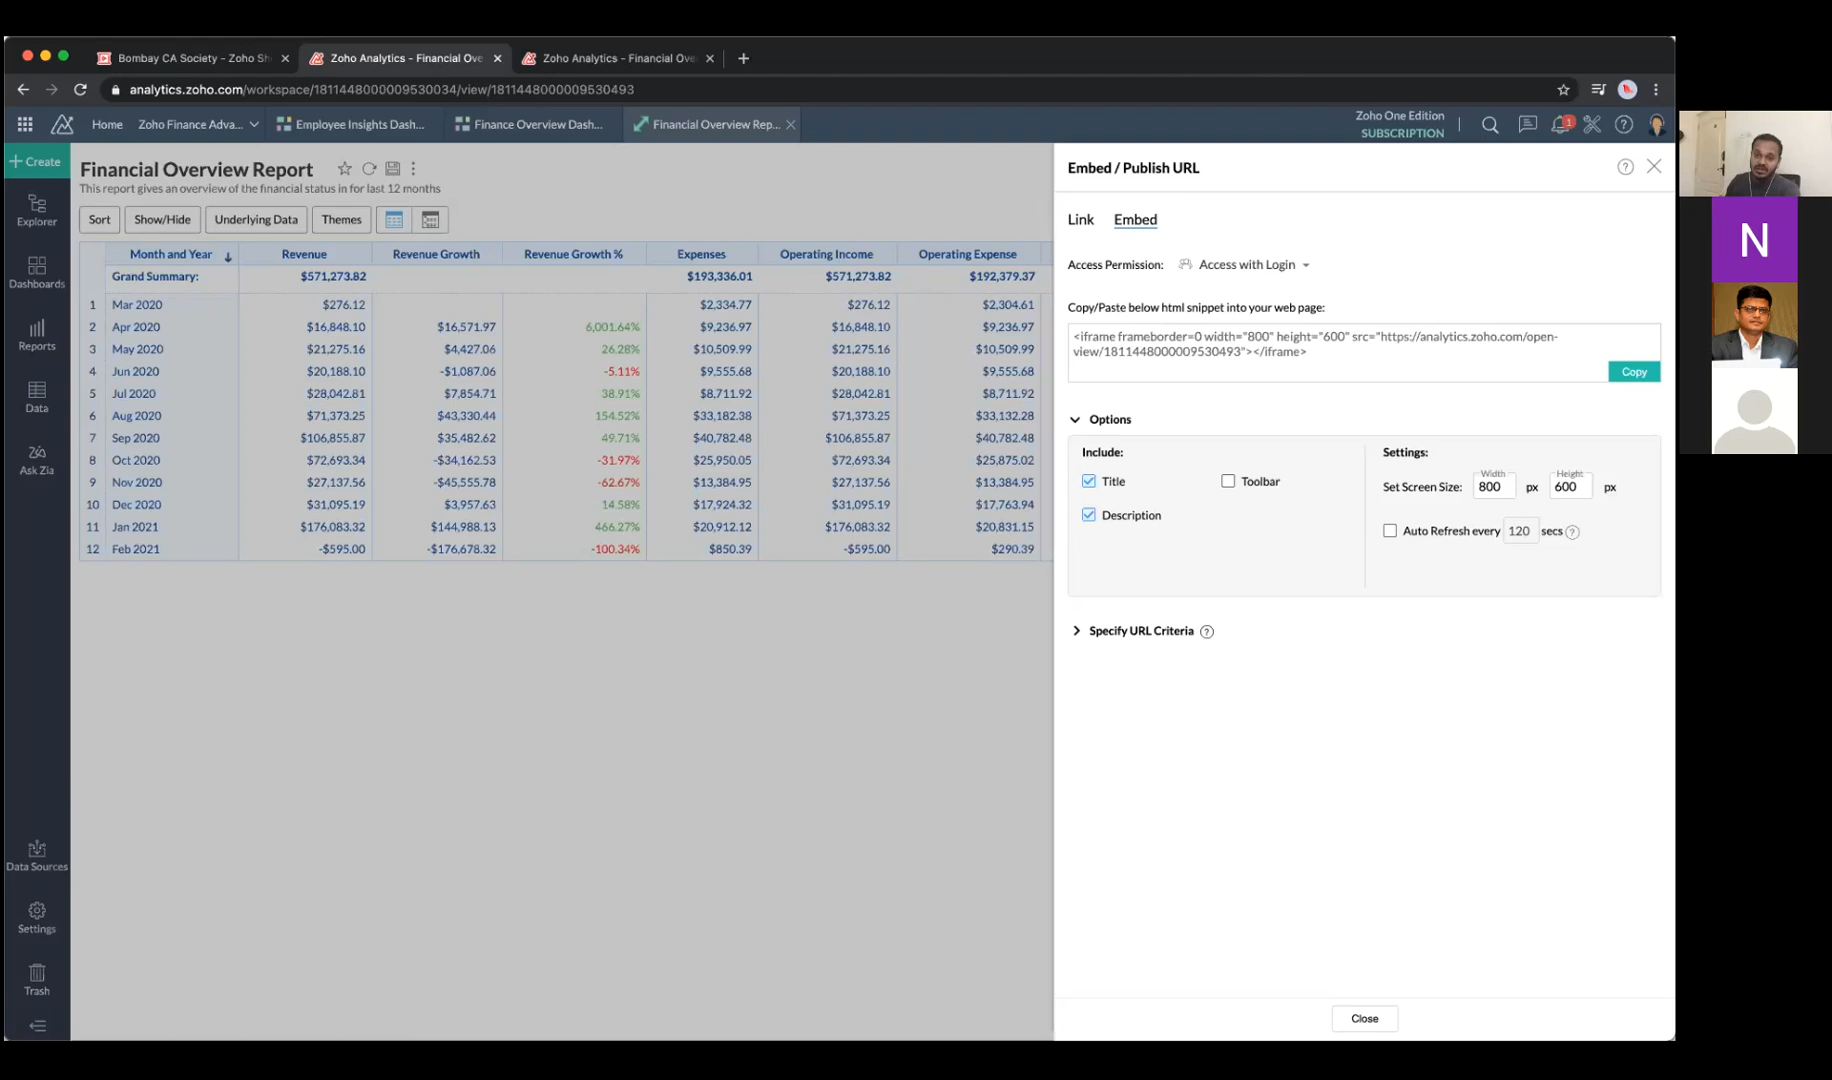 Bombay CA Society - Zoho Sh
Zoho Analytics - Financial Ove
Zoho Analytics - Financial Ove
analytics.zoho.com/workspace/1811448000009530034/view/1811448000009530493
Home
Zoho Finance Adva...
Employee Insights Dash...
Finance Overview Dash...
Financial Overview Rep...
Zoho One Edition
SUBSCRIPTION
1
Create
Explorer
Dashboards
Reports
Data
Ask Zia
Data Sources
Settings
Trash
Financial Overview Report
This report gives an overview of the financial status in for last 12 months
Sort Show/Hide Underlying Data Themes
Month and Year Revenue Revenue Growth Revenue Growth % Expenses Operating Income Operating Expense
Grand Summary: $571,273.82 $193,336.01 $571,273.82 $192,379.37
1 Mar 2020 $276.12 $2,334.77 $276.12 $2,304.61
2 Apr 2020 $16,848.10 $16,571.97 6,001.64% $9,236.97 $16,848.10 $9,236.97
3 May 2020 $21,275.16 $4,427.06 26.28% $10,509.99 $21,275.16 $10,509.99
4 Jun 2020 $20,188.10 -$1,087.06 -5.11% $9,555.68 $20,188.10 $9,555.68
5 Jul 2020 $28,042.81 $7,854.71 38.91% $8,711.92 $28,042.81 $8,711.92
6 Aug 2020 $71,373.25 $43,330.44 154.52% $33,182.38 $71,373.25 $33,132.28
7 Sep 2020 $106,855.87 $35,482.62 49.71% $40,782.48 $106,855.87 $40,782.48
8 Oct 2020 $72,693.34 -$34,162.53 -31.97% $25,950.05 $72,693.34 $25,875.02
9 Nov 2020 $27,137.56 -$45,555.78 -62.67% $13,384.95 $27,137.56 $13,384.95
10 Dec 2020 $31,095.19 $3,957.63 14.58% $17,924.32 $31,095.19 $17,763.94
11 Jan 2021 $176,083.32 $144,988.13 466.27% $20,912.12 $176,083.32 $20,831.15
12 Feb 2021 -$595.00 -$176,678.32 -100.34% $850.39 -$595.00 $290.39
Embed / Publish URL
Link Embed
Access Permission: Access with Login
Copy/Paste below html snippet into your web page:
<iframe frameborder=0 width="800" height="600" src="https://analytics.zoho.com/open-
view/1811448000009530493"></iframe>
Copy
Options
Include:
Title
Toolbar
Description
Settings:
Width
Height
Set Screen Size: 800 px 600 px
Auto Refresh every 120 secs
Specify URL Criteria
Close
N